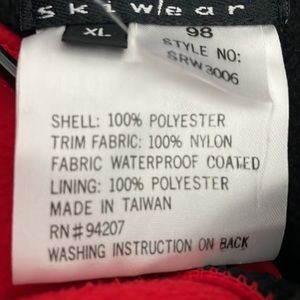 skiwear
XL
98
STYLE NO:
SRW3006
SHELL: 100% POLYESTER
TRIM FABRIC: 100% NYLON
FABRIC WATERPROOF COATED
LINING: 100% POLYESTER
MADE IN TAIWAN
RN#94207
WASHING INSTRUCTION ON BACK